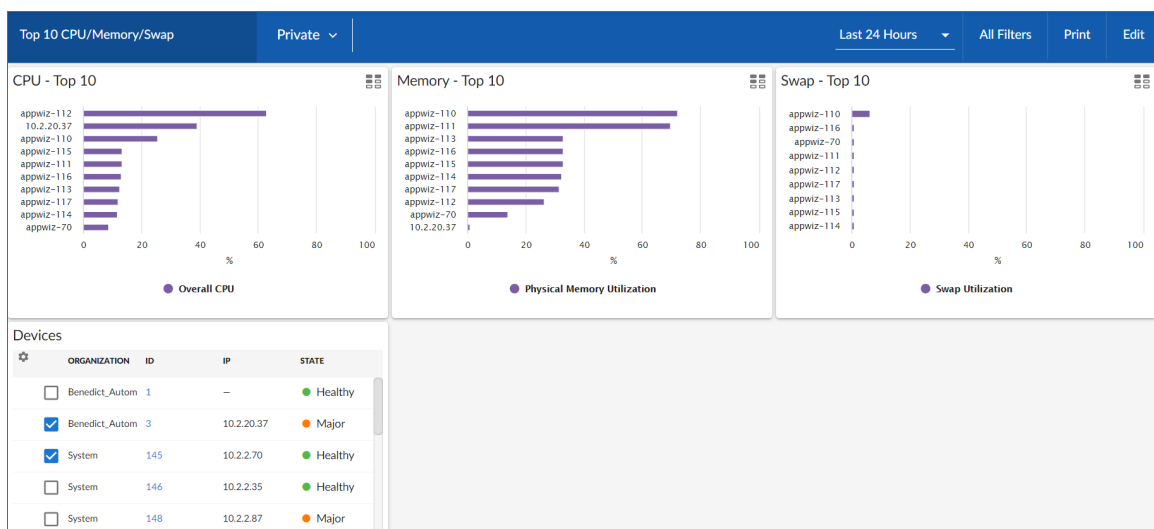 Top 10 CPU/Memory/Swap Private Last 24 Hours All Filters Print Edit
CPU - Top 10
appwiz-112
10.2.20.37
appwiz-110
appwiz-115
appwiz-111
appwiz-116
appwiz-113
appwiz-117
appwiz-114
appwiz-70
0 20 40 60 80 100
%
Overall CPU
Memory - Top 10
appwiz-110
appwiz-111
appwiz-113
appwiz-116
appwiz-115
appwiz-114
appwiz-117
appwiz-112
appwiz-70
10.2.20.37
0 20 40 60 80 100
%
Physical Memory Utilization
Swap - Top 10
appwiz-110
appwiz-116
appwiz-70
appwiz-111
appwiz-112
appwiz-117
appwiz-113
appwiz-115
appwiz-114
0 20 40 60 80 100
%
Swap Utilization
Devices
ORGANIZATION ID IP STATE
Benedict_Autom 1 — Healthy
Benedict_Autom 3 10.2.20.37 Major
System 145 10.2.2.70 Healthy
System 146 10.2.2.35 Healthy
System 148 10.2.2.87 Major